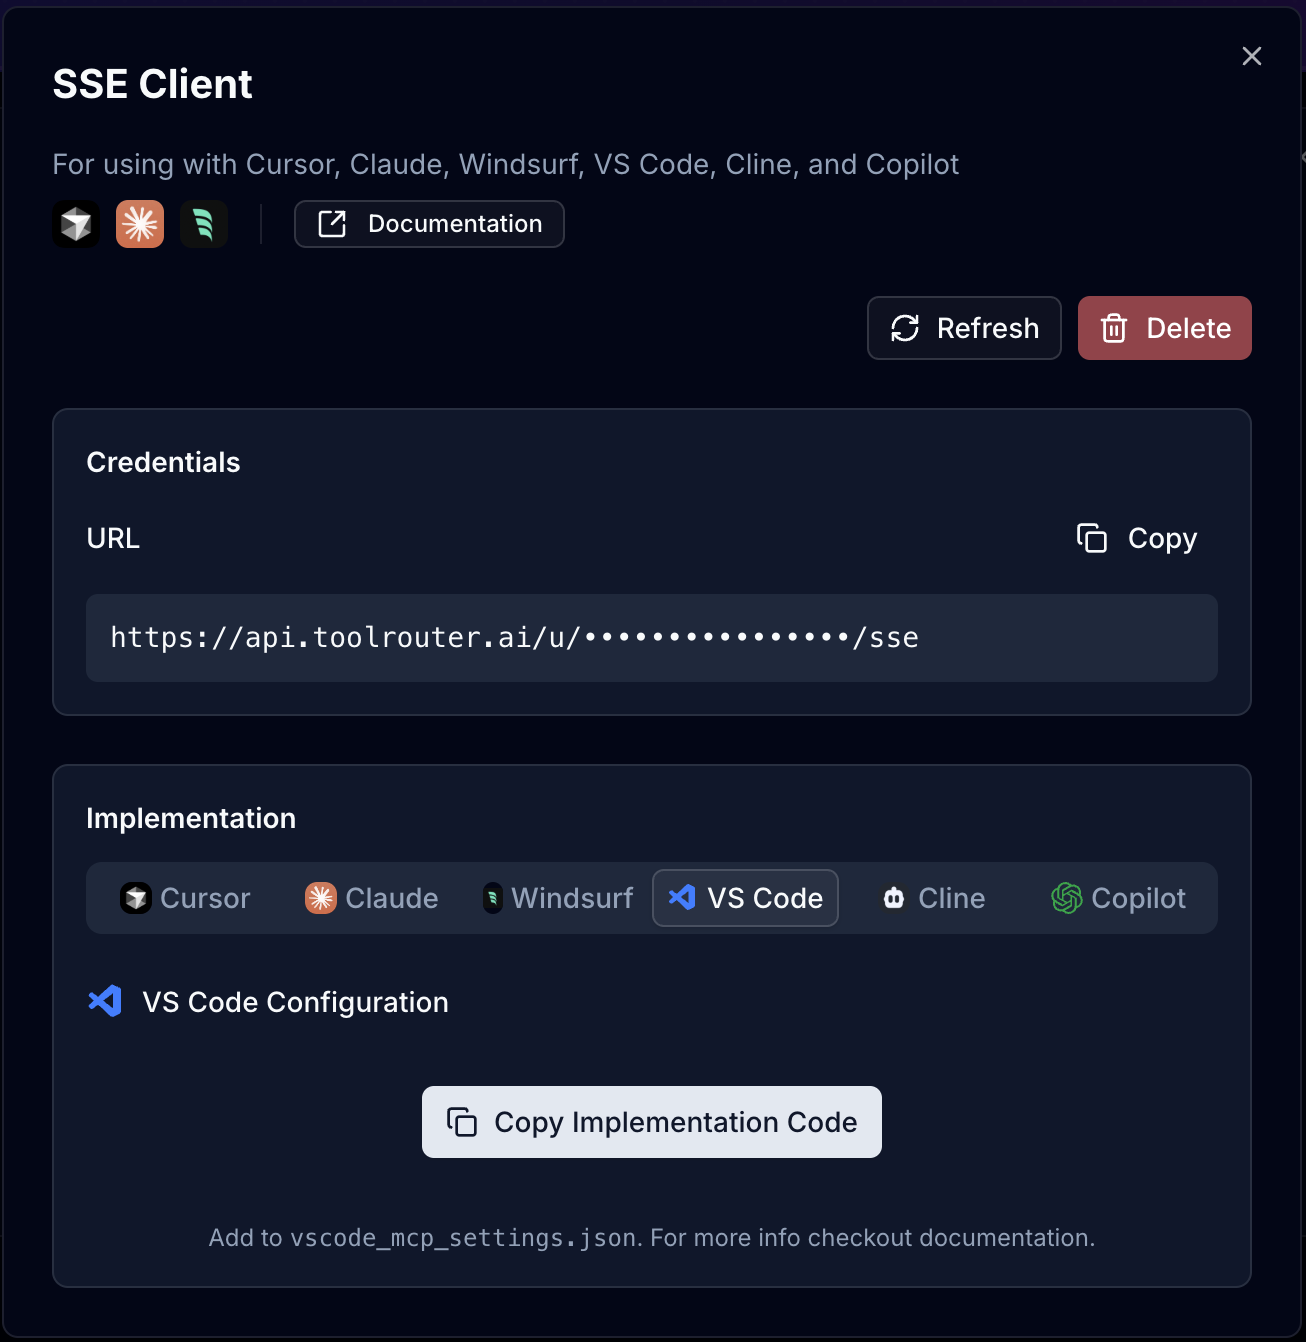 SSE Client
For using with Cursor, Claude, Windsurf, VS Code, Cline, and Copilot
Documentation
Refresh
Delete
Credentials
URL
Copy
https://api.toolrouter.ai/u/••••••••••••••••/sse
Implementation
Cursor
Claude
Windsurf
VS Code
Cline
Copilot
VS Code Configuration
Copy Implementation Code
Add to vscode_mcp_settings.json. For more info checkout documentation.